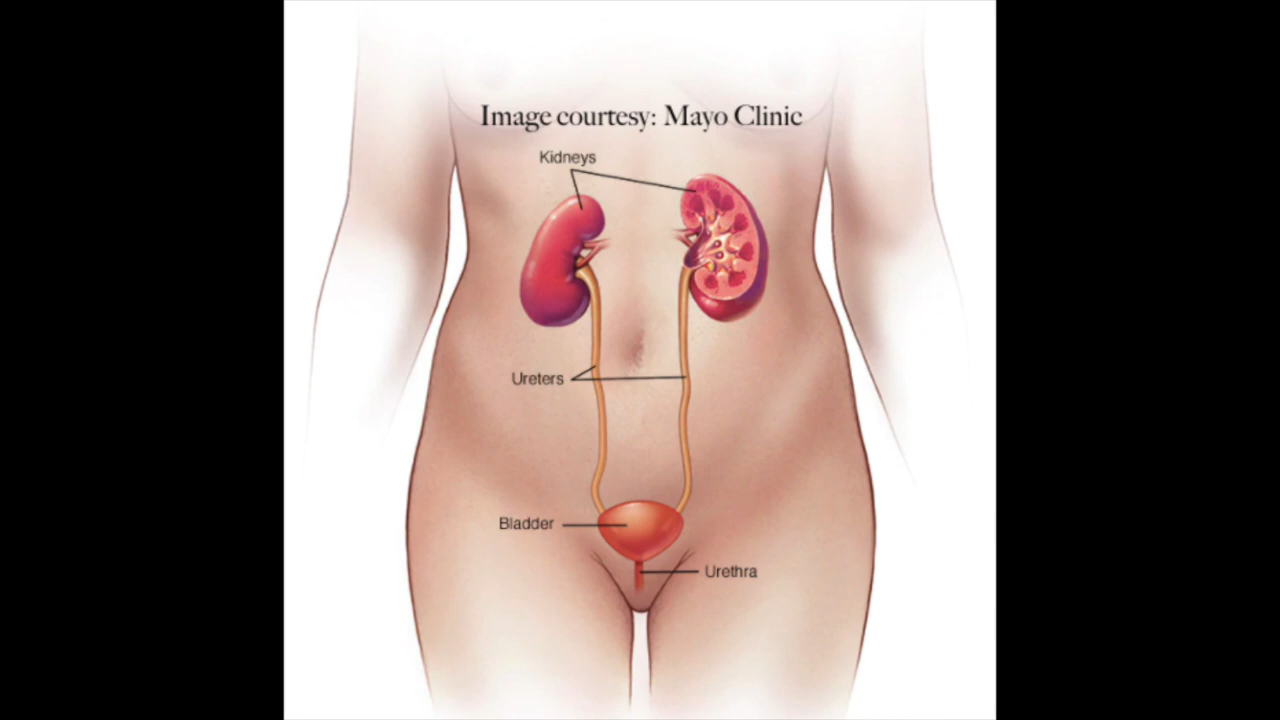 Image courtesy: Mayo Clinic
Kidneys
Ureters
Bladder
Urethra